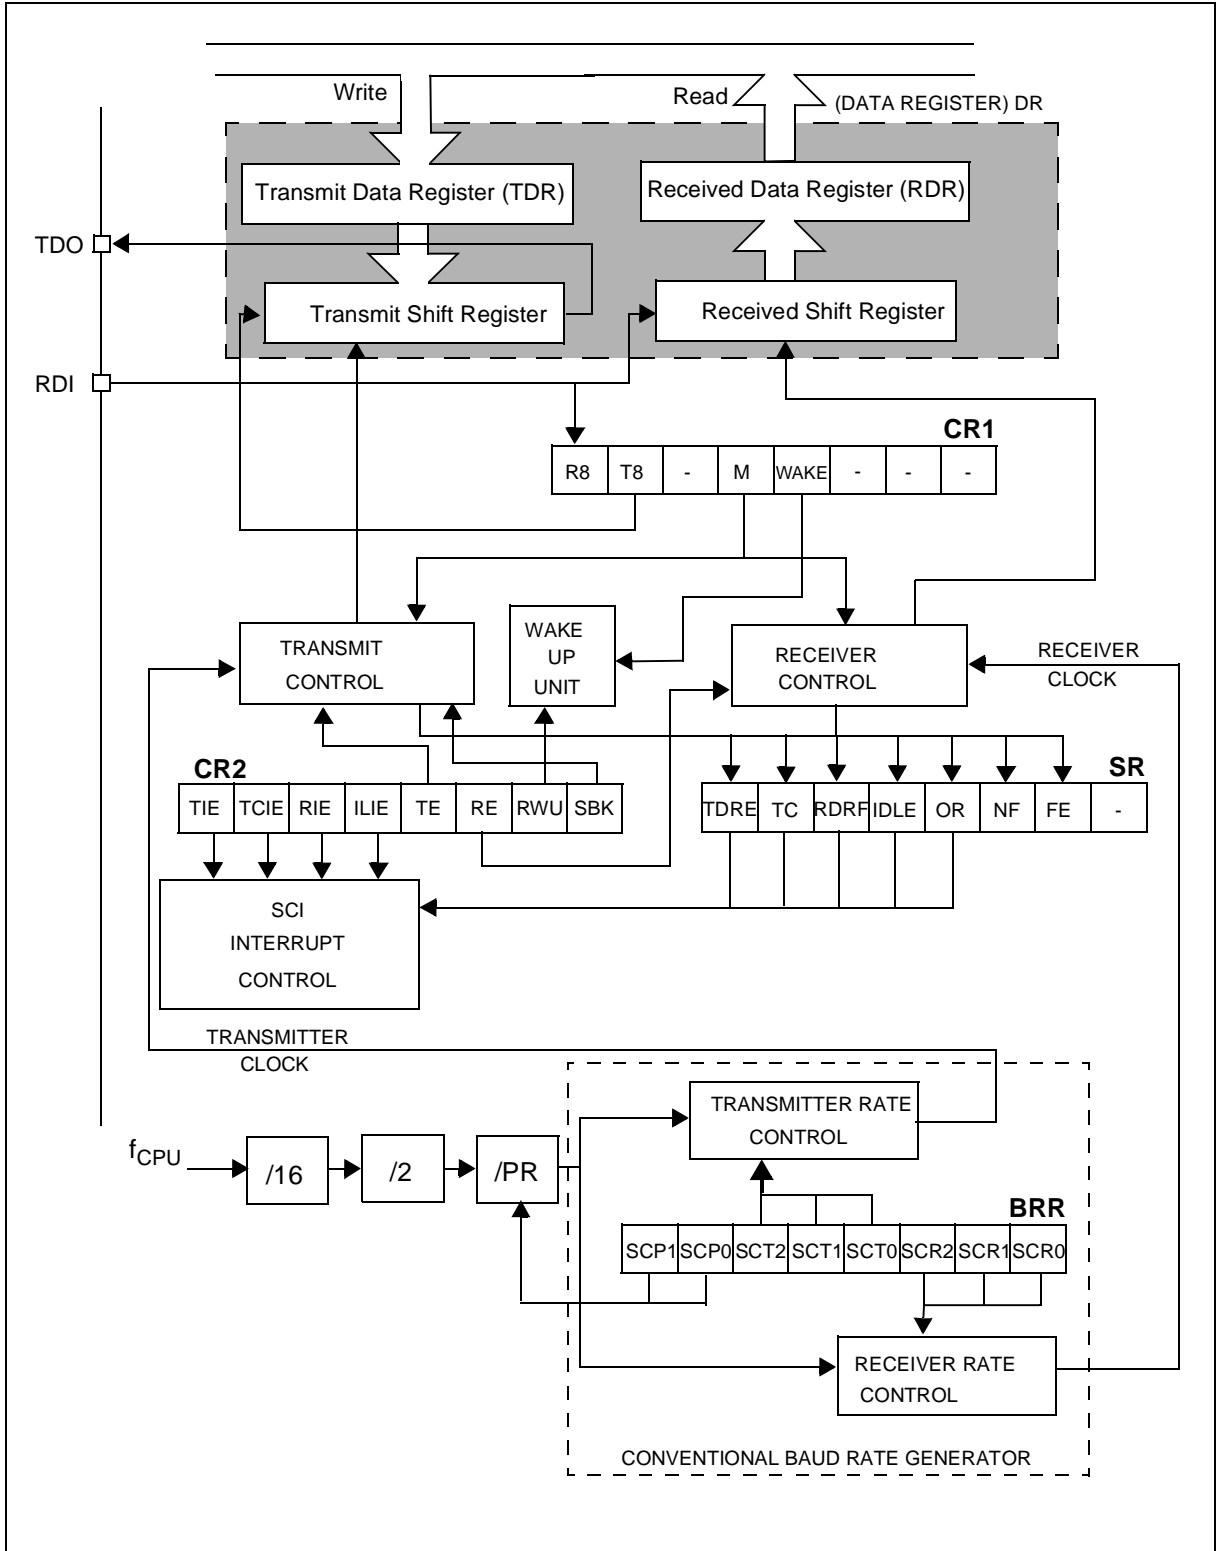 Write
Read
(DATA REGISTER) DR
Transmit Data Register (TDR)
Received Data Register (RDR)
TDO
Transmit Shift Register
Received Shift Register
RDI
CR1
R8 T8 - M WAKE - - -
TRANSMIT
CONTROL
WAKE
UP
UNIT
RECEIVER
CONTROL
RECEIVER
CLOCK
CR2
TIE TCIE RIE ILIE TE RE RWU SBK
SR
TDRE TC RDRF IDLE OR NF FE -
SCI
INTERRUPT
CONTROL
TRANSMITTER
CLOCK
TRANSMITTER RATE
CONTROL
fCPU
/16
/2
/PR
BRR
SCP1 SCP0 SCT2 SCT1 SCT0 SCR2 SCR1 SCR0
RECEIVER RATE
CONTROL
CONVENTIONAL BAUD RATE GENERATOR